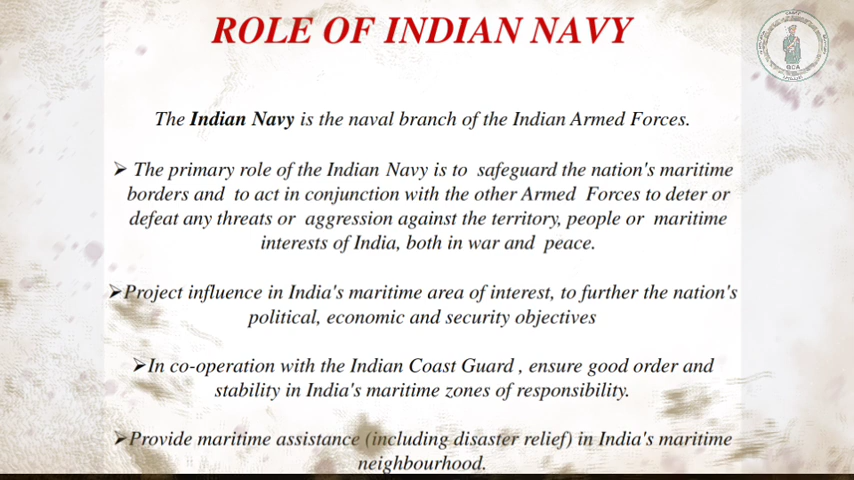 ROLE OF INDIAN NAVY
GCA
The Indian Navy is the naval branch of the Indian Armed Forces.
➢ The primary role of the Indian Navy is to safeguard the nation's maritime
borders and to act in conjunction with the other Armed Forces to deter or
defeat any threats or aggression against the territory, people or maritime
interests of India, both in war and peace.
➢Project influence in India's maritime area of interest, to further the nation's
political, economic and security objectives
➢In co-operation with the Indian Coast Guard , ensure good order and
stability in India's maritime zones of responsibility.
➢Provide maritime assistance (including disaster relief) in India's maritime
neighbourhood.